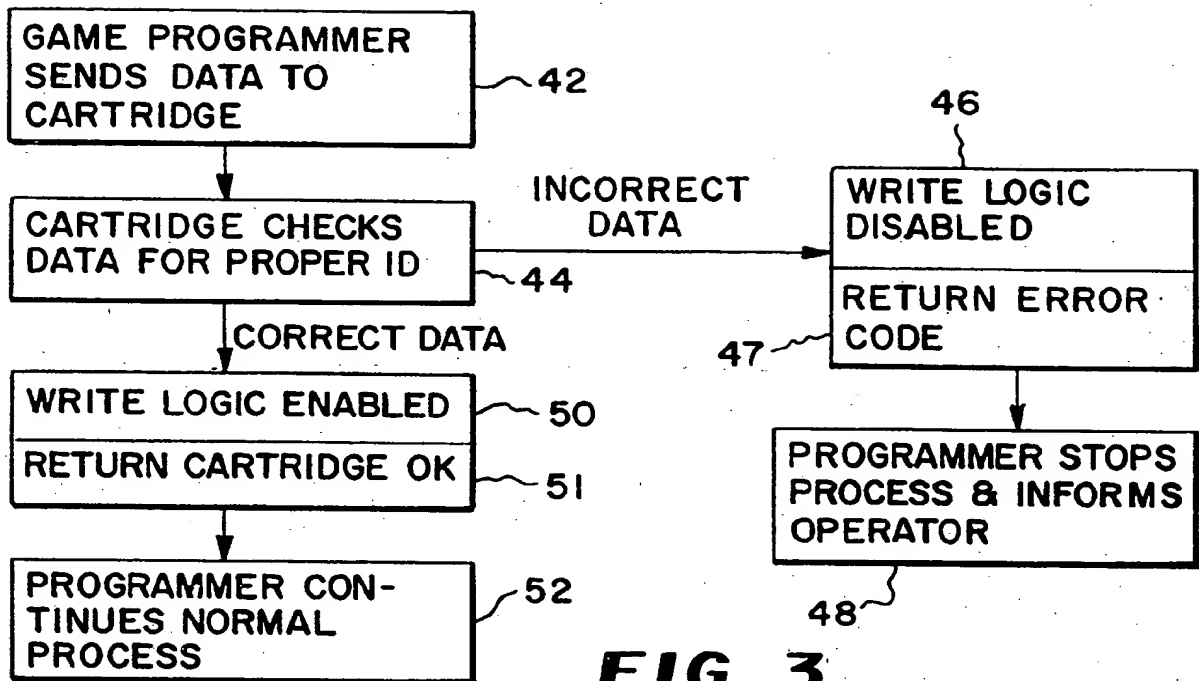 GAME PROGRAMMER
SENDS DATA TO
CARTRIDGE
42
CARTRIDGE CHECKS
DATA FOR PROPER ID
44
INCORRECT
DATA
46
WRITE LOGIC
DISABLED
RETURN ERROR
CODE
47
CORRECT DATA
WRITE LOGIC ENABLED
50
RETURN CARTRIDGE OK
51
PROGRAMMER STOPS
PROCESS & INFORMS
OPERATOR
48
PROGRAMMER CON-
TINUES NORMAL
PROCESS
52
FIG 3